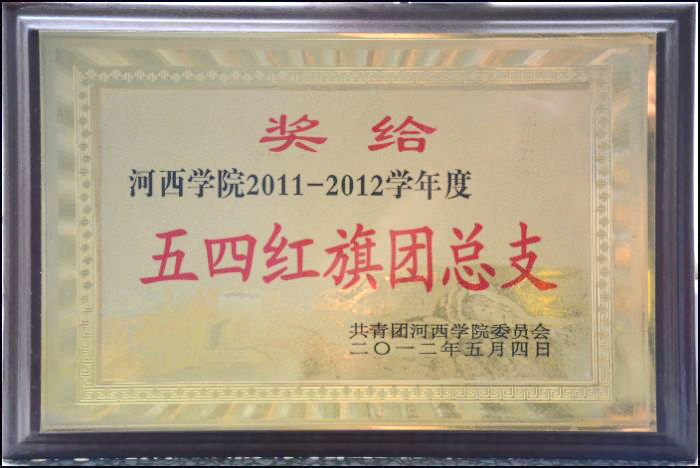 奖给
河西学院2011-2012学年度
五四红旗团总支
共青团河西学院委员会
二〇一二年五月四日